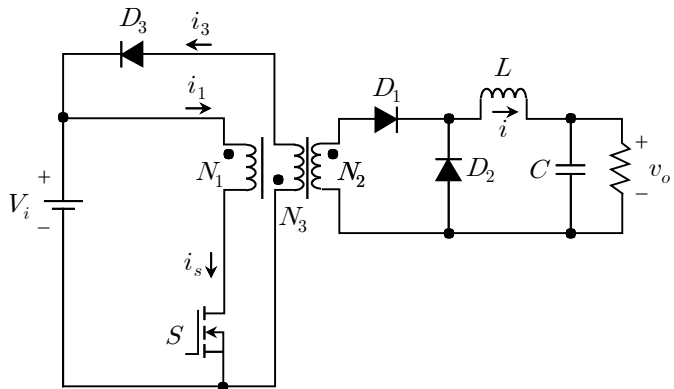 D₃
i₃
i₁
D₁
L
i
N₁
N₂
N₃
D₂
C
+
vₒ
−
+
Vᵢ
−
iₛ
S